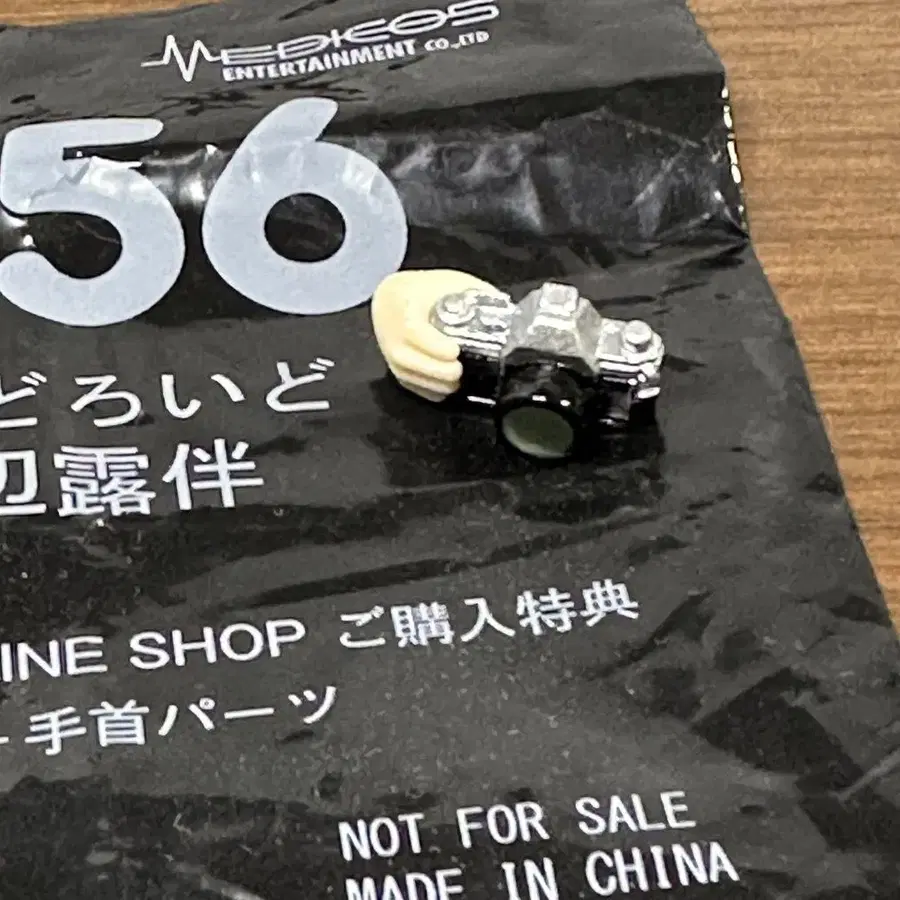 MEDICOS
ENTERTAINMENT CO.,LTD
56
どろいど
辺露伴
INE SHOP ご購入特典
手首パーツ
NOT FOR SALE
MADE IN CHINA